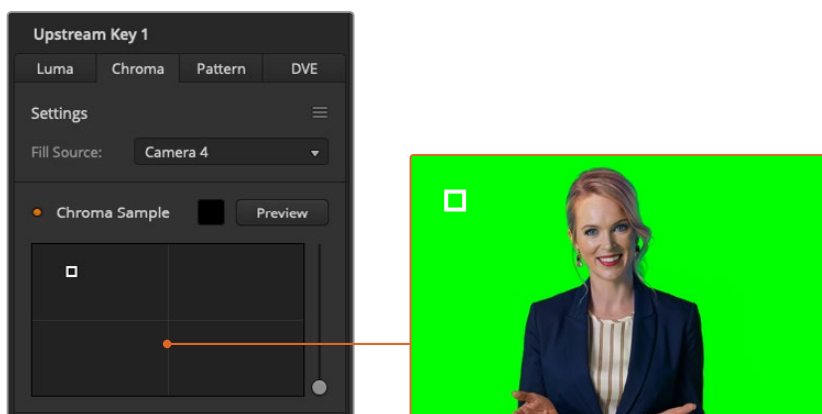 Upstream Key 1
Luma Chroma Pattern DVE
Settings
Fill Source: Camera 4
Chroma Sample Preview